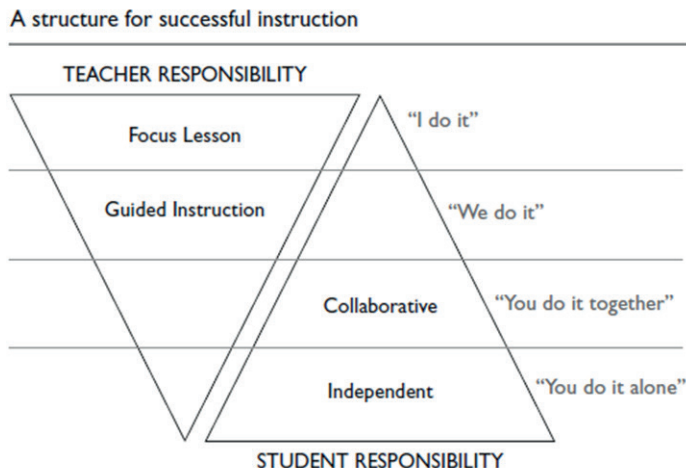 A structure for successful instruction
TEACHER RESPONSIBILITY
Focus Lesson
“I do it”
Guided Instruction
“We do it”
Collaborative
“You do it together”
Independent
“You do it alone”
STUDENT RESPONSIBILITY